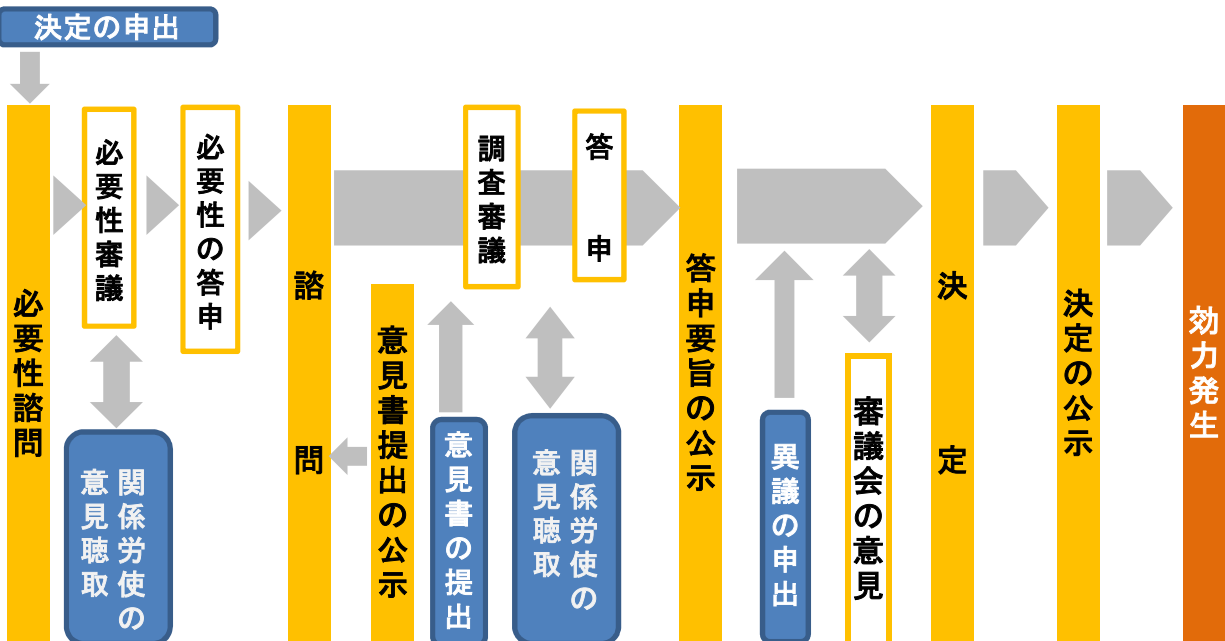 決定の申出
必要性諮問
必要性審議
関係労使の
意見聴取
必要性の答申
諮問
意見書提出の公示
意見書の提出
調査審議
関係労使の
意見聴取
答申
答申要旨の公示
異議の申出
審議会の意見
決定
決定の公示
効力発生